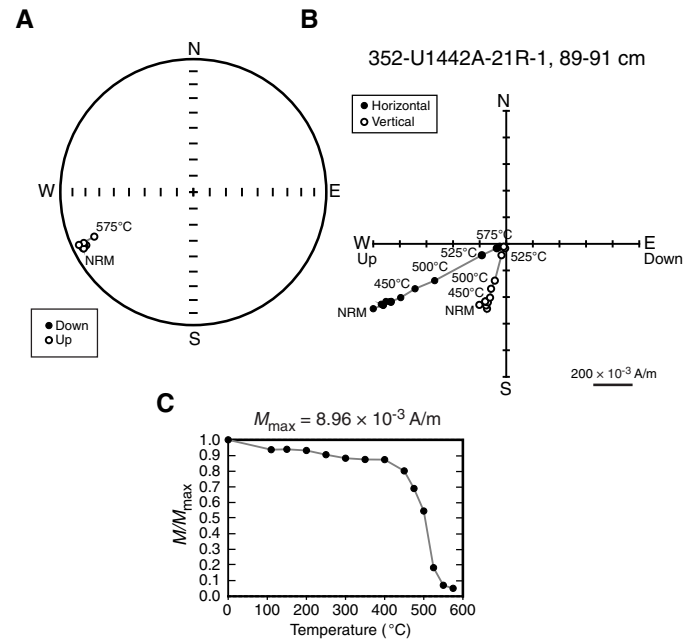 A
N
W
E
575°C
NRM
S
● Down
○ Up
B
352-U1442A-21R-1, 89-91 cm
● Horizontal
○ Vertical
N
W
Up
E
Down
575°C
525°C
525°C
500°C
500°C
450°C
450°C
NRM
NRM
S
200 × 10-3 A/m
C
Mmax = 8.96 × 10-3 A/m
M/Mmax
1.0
0.9
0.8
0.7
0.6
0.5
0.4
0.3
0.2
0.1
0.0
0 100 200 300 400 500 600
Temperature (°C)